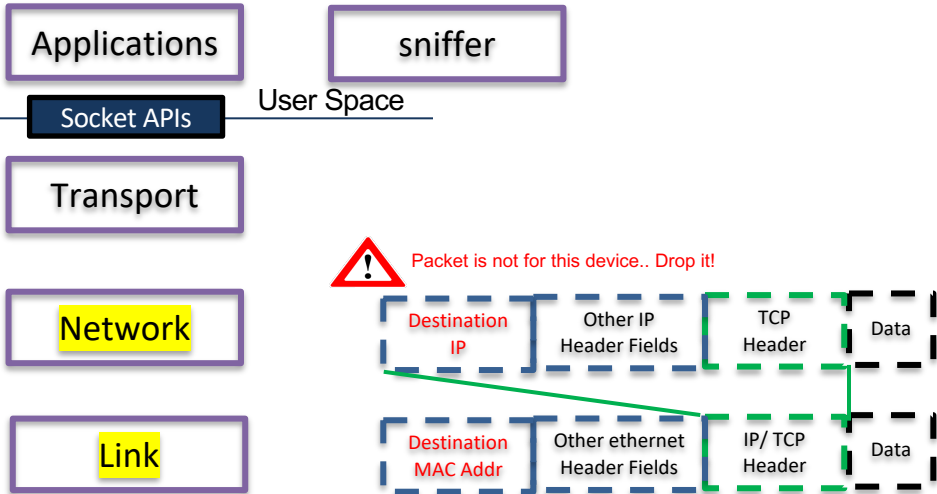 Applications
sniffer
Socket APIs
User Space
Transport
!
Packet is not for this device.. Drop it!
Network
Destination
IP
Other IP
Header Fields
TCP
Header
Data
Link
Destination
MAC Addr
Other ethernet
Header Fields
IP/ TCP
Header
Data